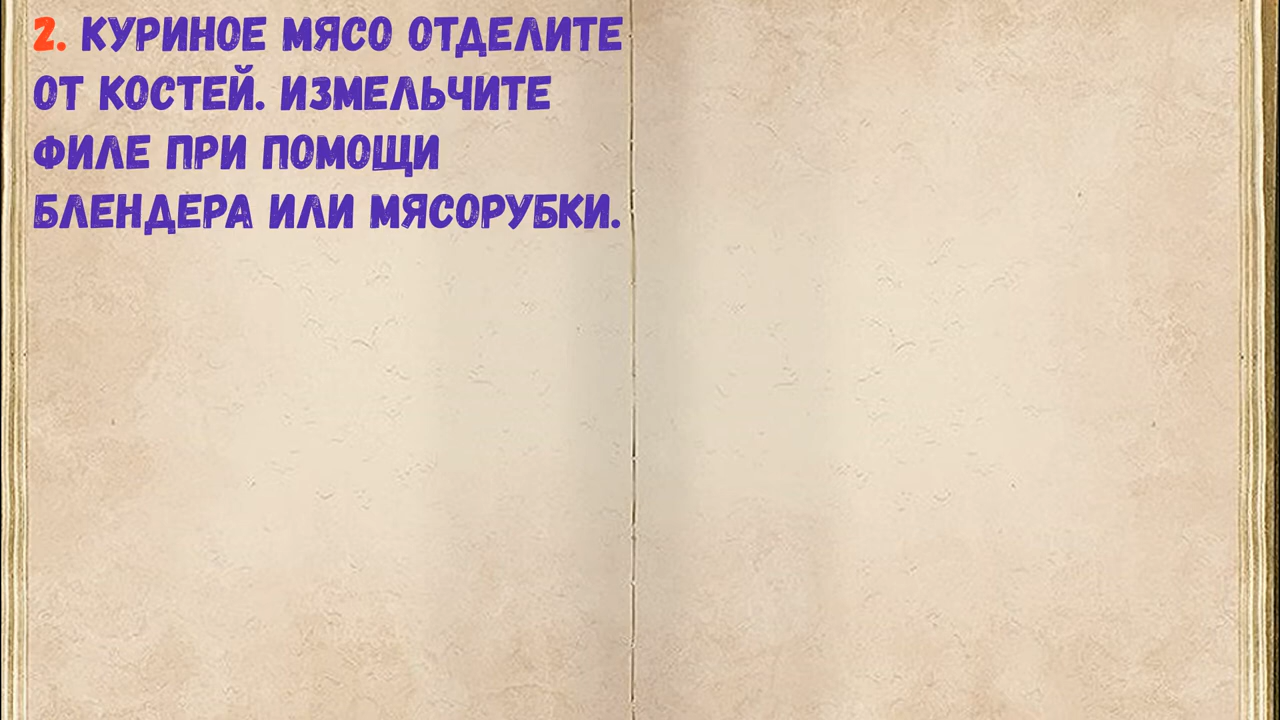 2. КУРИНОЕ МЯСО ОТДЕЛИТЕ
ОТ КОСТЕЙ. ИЗМЕЛЬЧИТЕ
ФИЛЕ ПРИ ПОМОЩИ
БЛЕНДЕРА ИЛИ МЯСОРУБКИ.